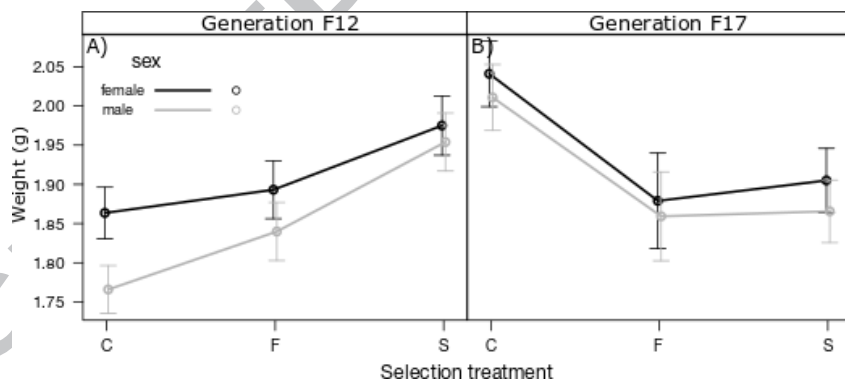 Generation F12
Generation F17
A)
B)
sex
female
male
Weight (g)
2.05
2.00
1.95
1.90
1.85
1.80
1.75
C
F
S
C
F
S
Selection treatment